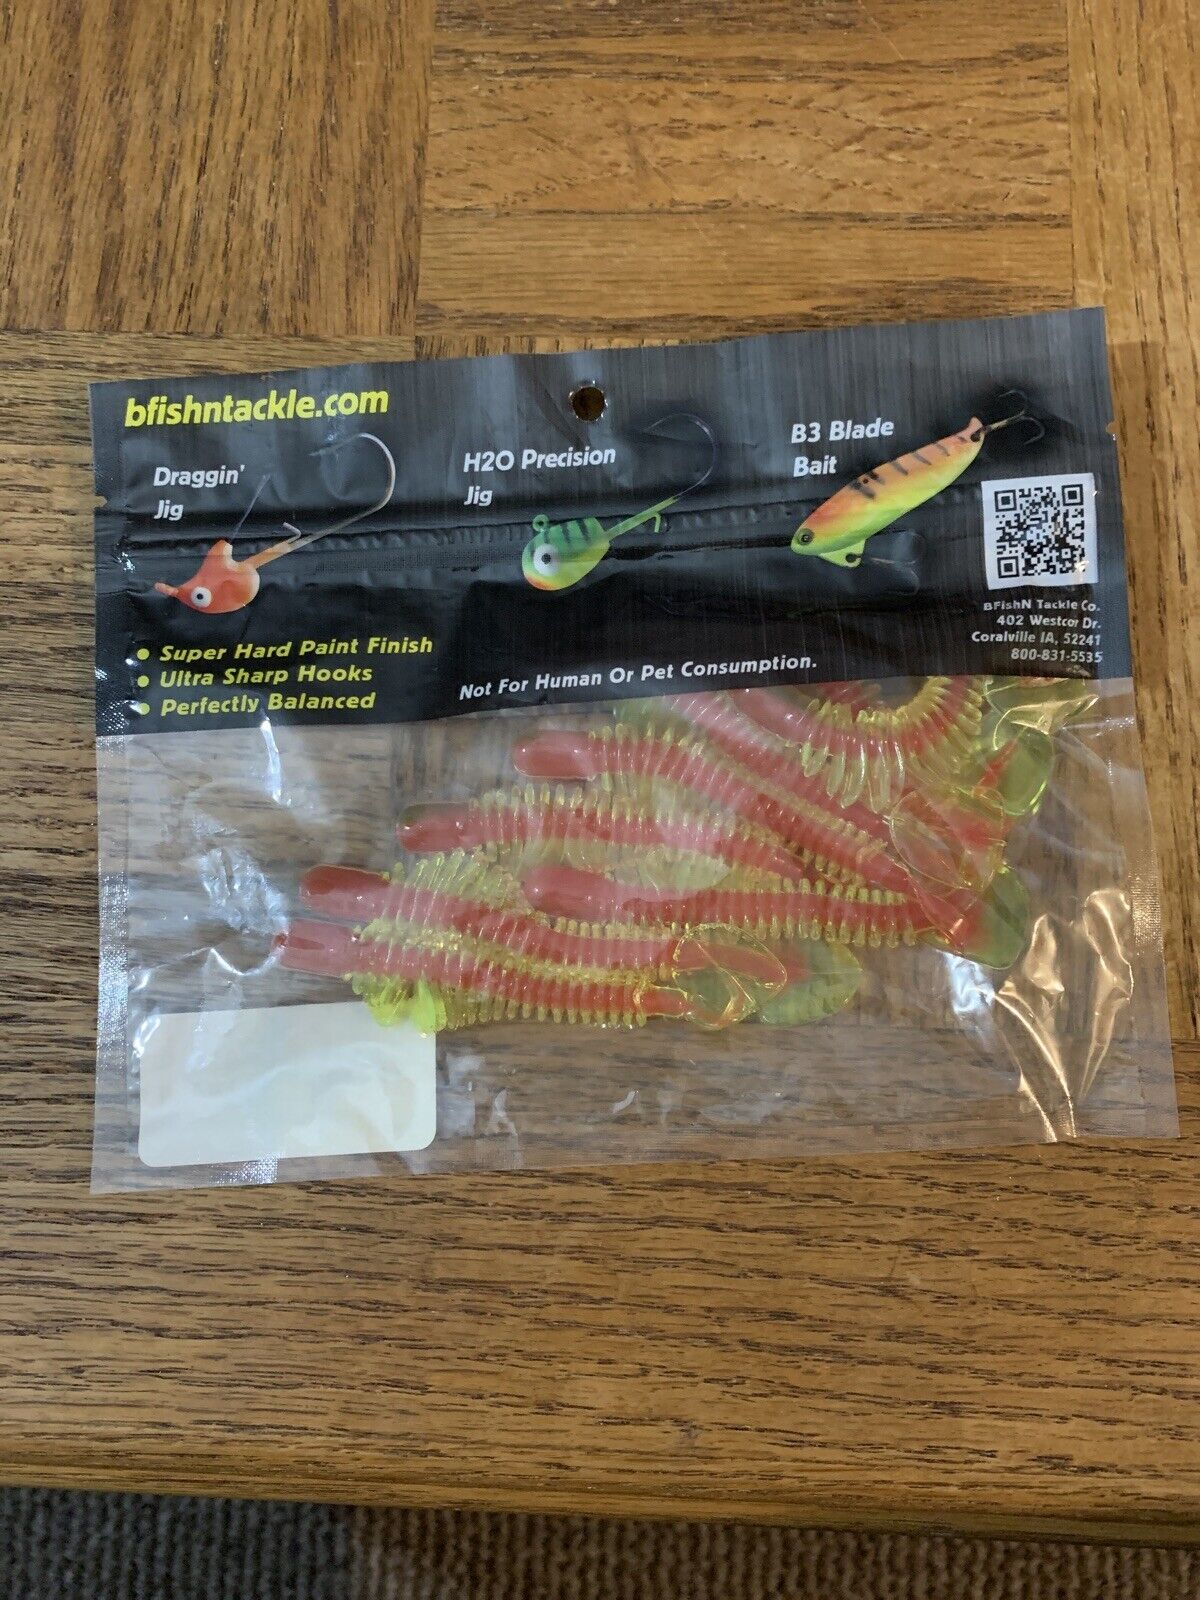 bfishntackle.com
Draggin'
Jig
H2O Precision
Jig
B3 Blade
Bait
BFishN Tackle Co.
402 Westcor Dr.
Coralville IA, 52241
800-831-5535
• Super Hard Paint Finish
• Ultra Sharp Hooks
• Perfectly Balanced
Not For Human Or Pet Consumption.